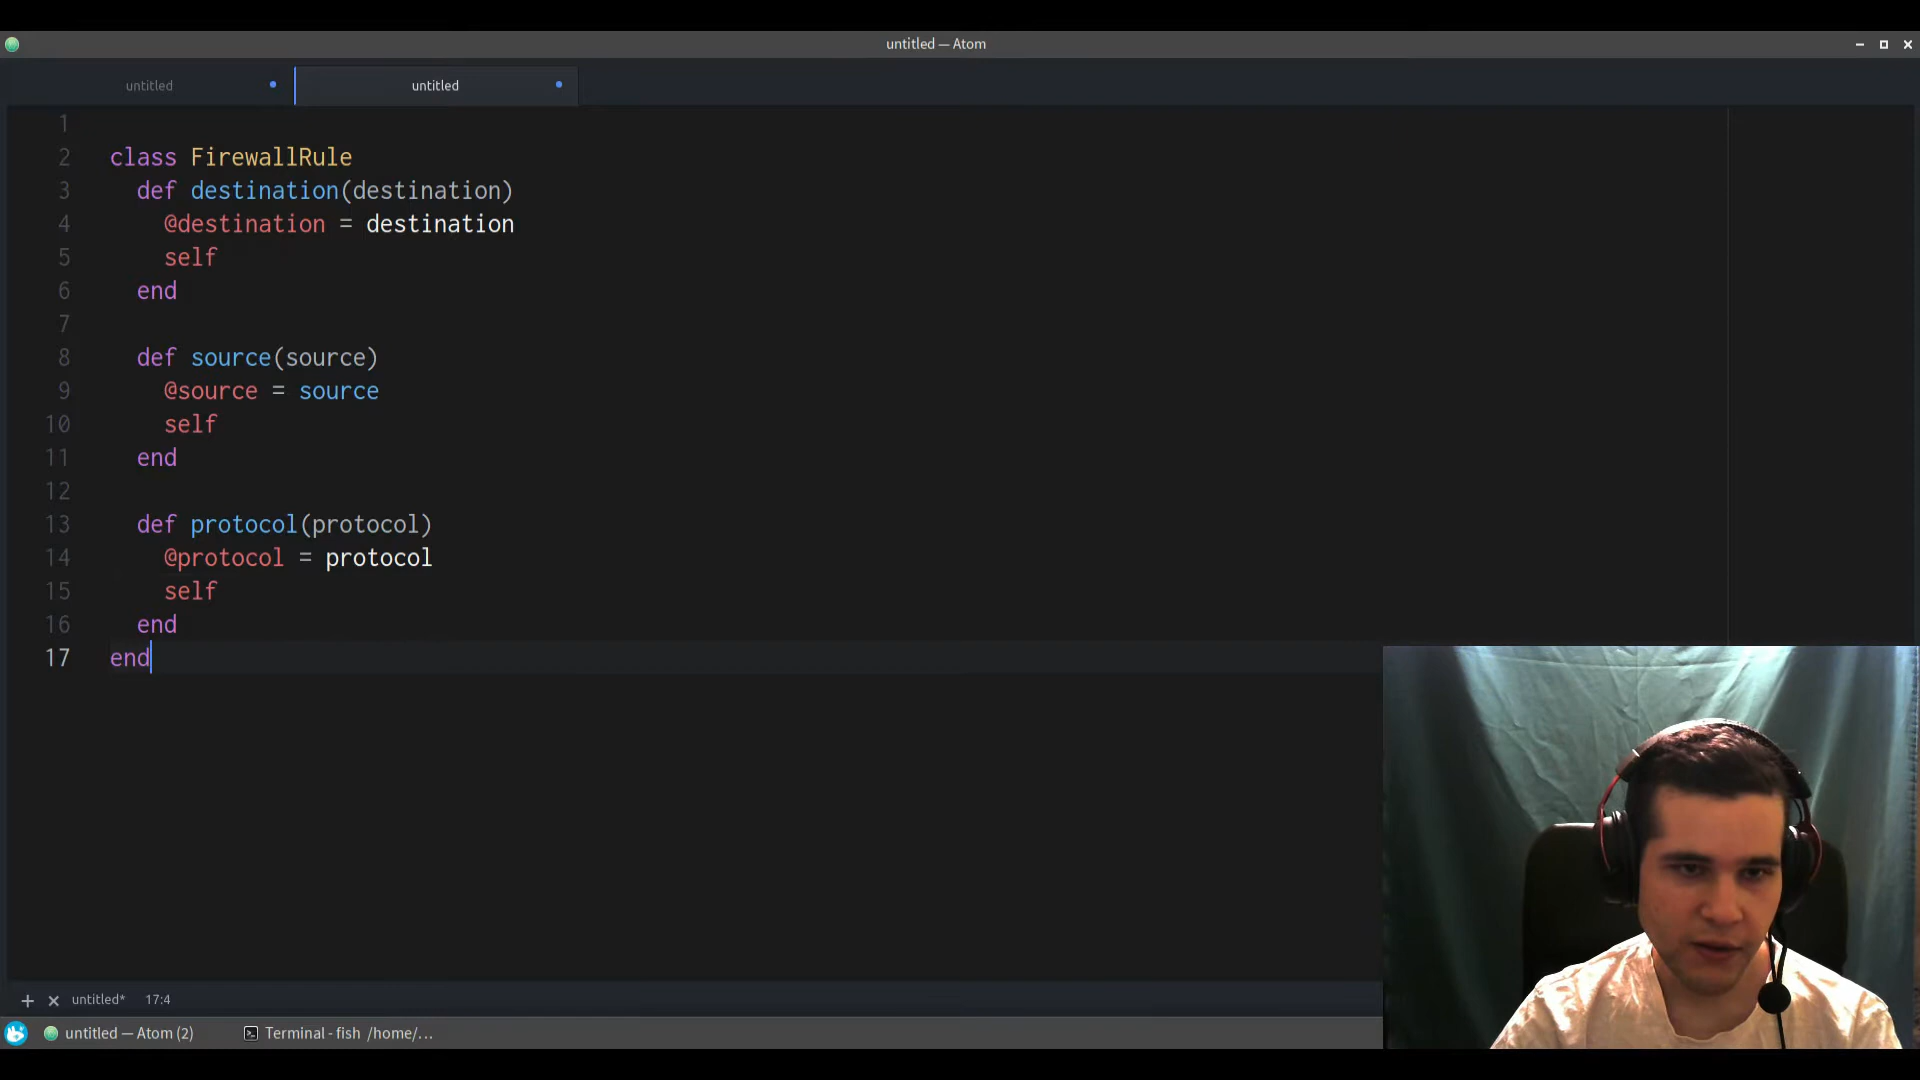 untitled — Atom
untitled
untitled
1
2 class FirewallRule
3 def destination(destination)
4 @destination = destination
5 self
6 end
7
8 def source(source)
9 @source = source
10 self
11 end
12
13 def protocol(protocol)
14 @protocol = protocol
15 self
16 end
17 end
untitled* 17:4
untitled — Atom (2)
Terminal - fish /home/...